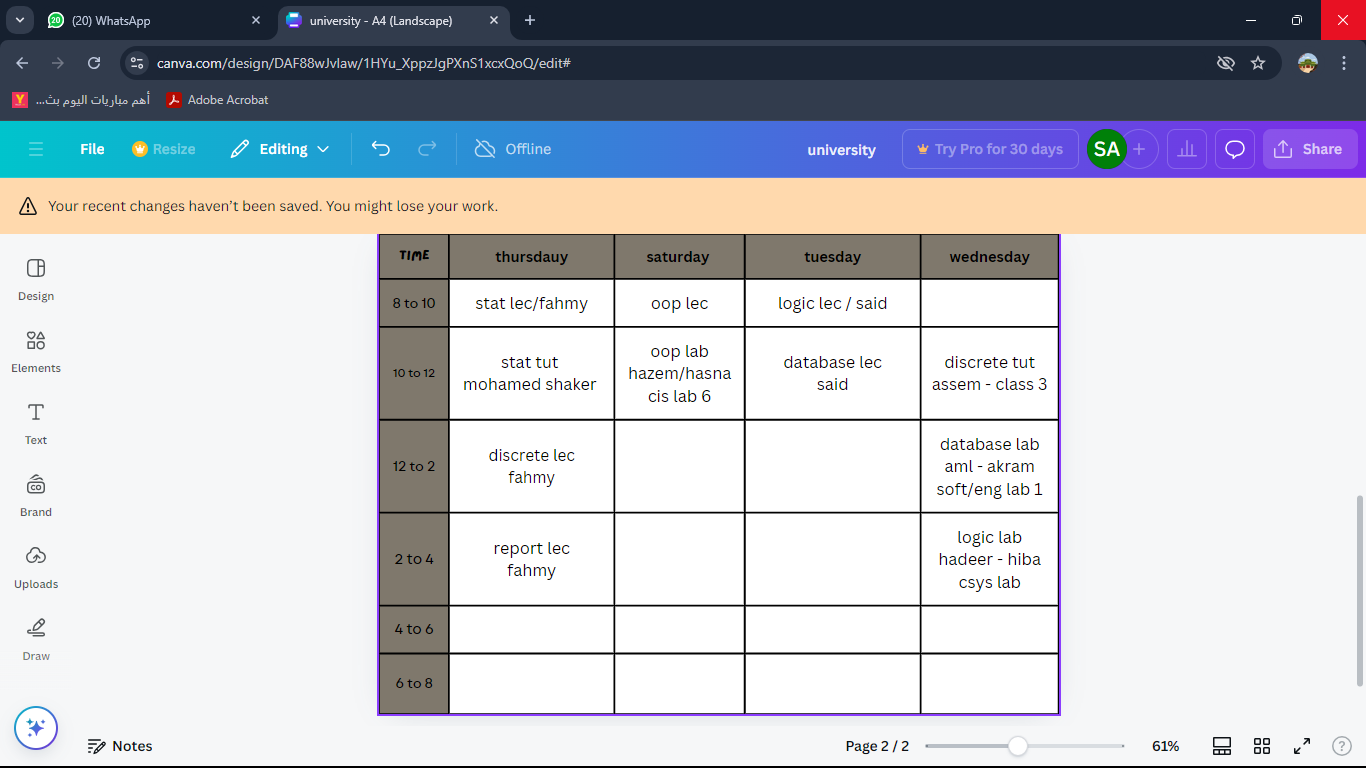 (20) WhatsApp
university - A4 (Landscape)
canva.com/design/DAF88wJvlaw/1HYu_XppzJgPXnS1xcxQoQ/edit#
أهم مباريات اليوم بث...
Adobe Acrobat
File
Resize
Editing
Offline
university
Try Pro for 30 days
SA
Share
Your recent changes haven’t been saved. You might lose your work.
Design
Elements
Text
Brand
Uploads
Draw
TIME
thursdauy
saturday
tuesday
wednesday
8 to 10
stat lec/fahmy
oop lec
logic lec / said
10 to 12
stat tut
mohamed shaker
oop lab
hazem/hasna
cis lab 6
database lec
said
discrete tut
assem - class 3
12 to 2
discrete lec
fahmy
database lab
aml - akram
soft/eng lab 1
2 to 4
report lec
fahmy
logic lab
hadeer - hiba
csys lab
4 to 6
6 to 8
Notes
Page 2 / 2
61%